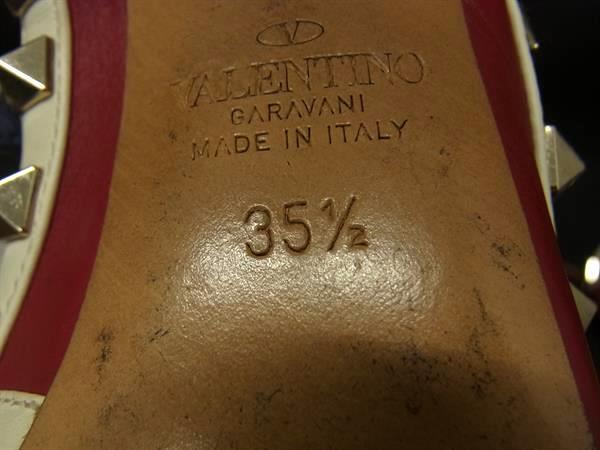 V
VALENTINO
GARAVANI
MADE IN ITALY
35½